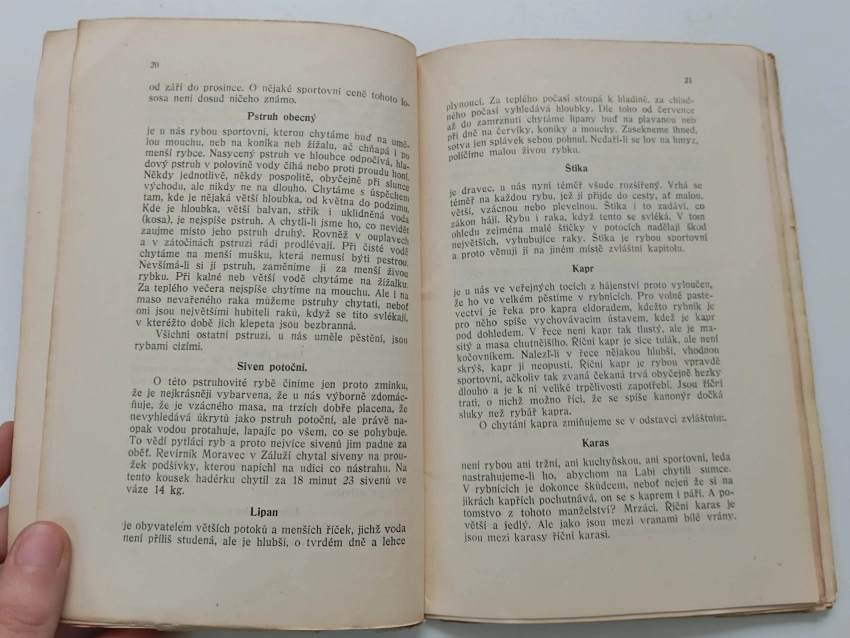 20
od září do prosince. O nějaké sportovní ceně tohoto lo-
sosa není dosud ničeho známo.
Pstruh obecný
je u nás rybou sportovní, kterou chytáme buď na umě-
lou mouchu, neb na koníka neb žížalu, ač chňapá i po
menší rybce. Nasycený pstruh ve hloubce odpočívá, hla-
dový pstruh v polovině vody číhá nebo proti proudu honí.
Někdy jednotlivě, někdy pospolitě, obyčejně při slunce
východu, ale nikdy ne na dlouho. Chytáme s úspěchem
tam, kde je nějaká větší hloubka, od května do podzimu.
Kde je hloubka, větší balvan, střik i uklidněná voda
(kosa), je nejspíše pstruh. A chytli-li jsme ho, co nevidět
zaujme místo jeho pstruh druhý. Rovněž v ouplavech
a v zátočinách pstruzi rádi prodlévají. Při čisté vodě
chytáme na menší mušku, která nemusí býti pestrou.
Nevšímá-li si jí pstruh, zaměníme ji za menší živou
rybku. Při kalné neb větší vodě chytáme na žížalku.
Za teplého večera nejspíše chytíme na mouchu. Ale i na
maso nevařeného raka můžeme pstruhy chytati, neboť
oni jsou největšími hubiteli raků, když se tito svlékají,
v kteréžto době jich klepeta jsou bezbranná.
Všichni ostatní pstruzi, u nás uměle pěstění, jsou
rybami cizími.
Siven potoční.
O této pstruhovité rybě činíme jen proto zmínku,
že je nejkrásněji vybarvena, že u nás výborně zdomác-
ňuje, že je vzácného masa, na trzích dobře placena, že
nevyhledává úkrytů jako pstruh potoční, ale právě na-
opak vodou protahuje, lapajíc po všem, co se pohybuje.
To vědí pytláci ryb a proto nejvíce sivenů jim padne za
oběť. Revírník Moravec v Záluží chytal siveny na prou-
žek podšívky, kterou napíchl na udici co nástrahu. Na
tento kousek hadérku chytil za 18 minut 23 sivenů ve
váze 14 kg.
Lipan
je obyvatelem větších potoků a menších říček, jichž voda
není příliš studená, ale je hlubší, o tvrdém dně a lehce
21
plynoucí. Za teplého počasí stoupá k hladině, za chlad-
ného počasí vyhledává hloubky. Dle toho od července
až do zamrznutí chytáme lipany buď na plavanou neb
při dně na červíky, koníky a mouchy. Zasekneme ihned,
sotva jen splávek sebou pohnul. Nedaří-li se lov na hmyz,
políčíme malou živou rybku.
Štika
je dravec, u nás nyní téměř všude rozšířený. Vrhá se
téměř na každou rybu, jež jí přijde do cesty, ať malou,
větší, vzácnou nebo plevelnou. Štika i to zadáví, co
zákon hájí. Rybu i raka, když tento se svléká. V tom
ohledu zejména malé štičky v potocích nadělají škod
největších, vyhubujíce raky. Štika je rybou sportovní
a proto věnuji jí na jiném místě zvláštní kapitolu.
Kapr
je u nás ve veřejných tocích z hájenství proto vyloučen,
že ho ve velkém pěstíme v rybnících. Pro volné paste-
vectví je řeka pro kapra eldoradem, kdežto rybník je
pro něho spíše vychovávacím ústavem, kdež je kapr
pod dohledem. V řece není kapr tak tlustý, ale je ma-
sitý a masa chutnějšího. Říční kapr je sice tulák, ale není
kočovníkem. Nalezl-li v řece nějakou hlubší, vhodnou
skrýš, kapr jí neopustí. Říční kapr je rybou vpravdě
sportovní, ačkoliv tak zvaná čekaná trvá obyčejně hezky
dlouho a je k ní veliké trpělivosti zapotřebí. Jsou říční
trati, o nichž možno říci, že se spíše kanonýr dočká
sluky než rybář kapra.
O chytání kapra zmiňujeme se v odstavci zvláštním.
Karas
není rybou ani tržní, ani kuchyňskou, ani sportovní, leda
nastrahujeme-li ho, abychom na Labi chytili sumce.
V rybnících je dokonce škůdcem, neboť nejen že si na
jikrách kapřích pochutnává, on se s kaprem i páří. A po-
tomstvo z tohoto manželství? Mrzáci. Říční karas je
větší a jedlý. Ale jako jsou mezi vranami bílé vrány,
jsou mezi karasy říční karasi.